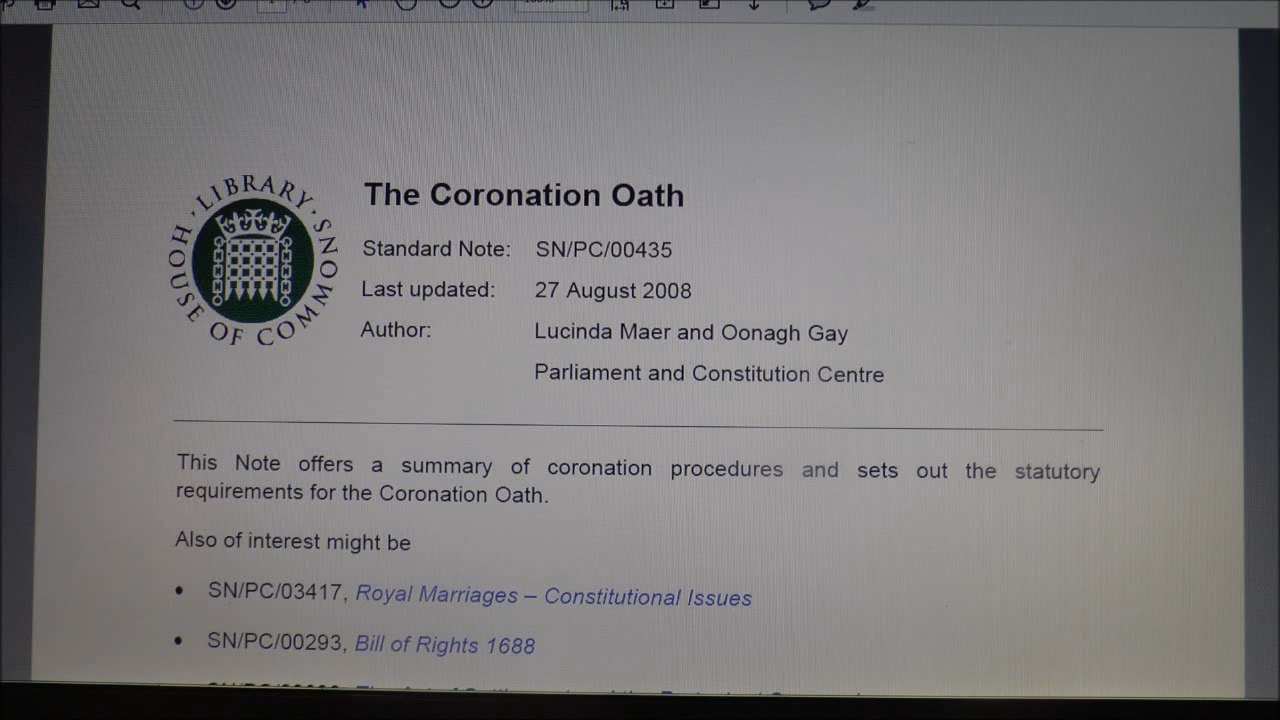 HOUSE OF COMMONS · LIBRARY ·
The Coronation Oath
Standard Note: SN/PC/00435
Last updated: 27 August 2008
Author: Lucinda Maer and Oonagh Gay
Parliament and Constitution Centre
This Note offers a summary of coronation procedures and sets out the statutory
requirements for the Coronation Oath.
Also of interest might be
• SN/PC/03417, Royal Marriages – Constitutional Issues
• SN/PC/00293, Bill of Rights 1688